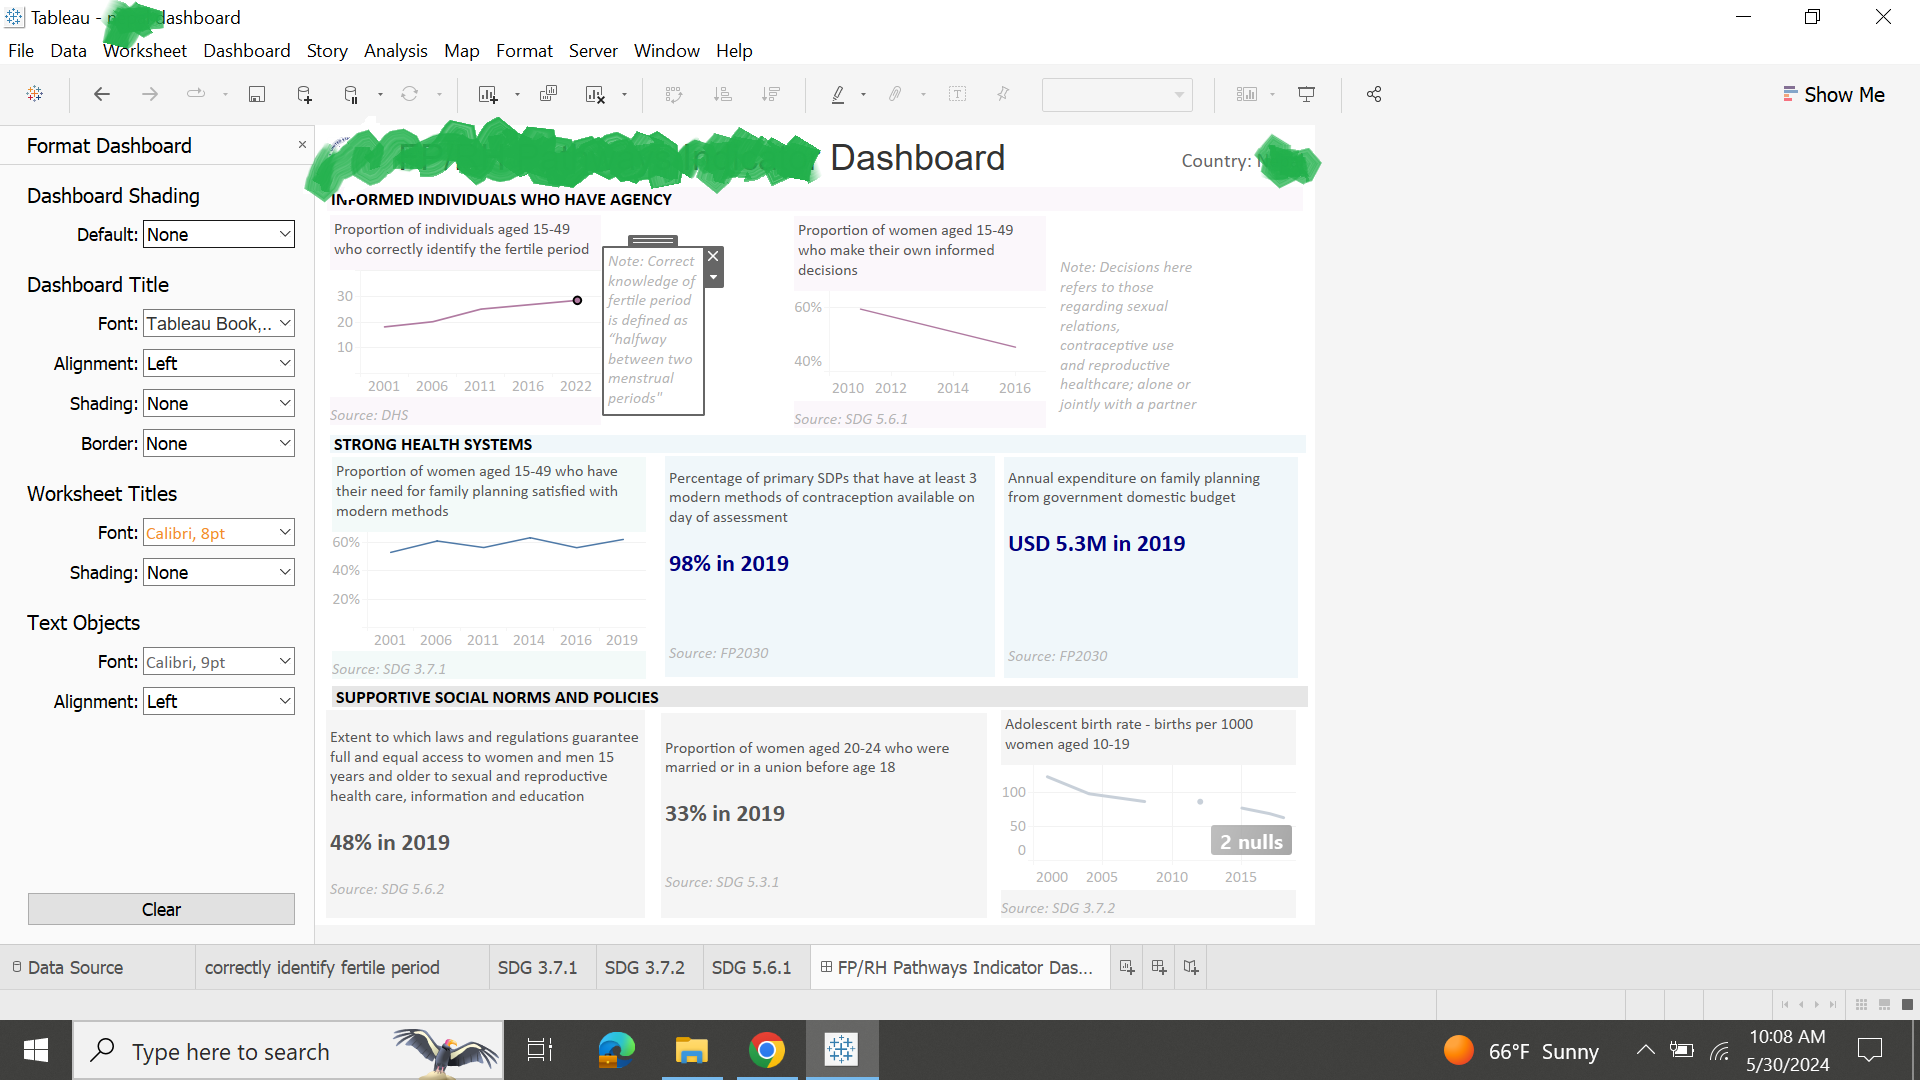 Tableau - dashboard
File Data Worksheet Dashboard Story Analysis Map Format Server Window Help
Show Me
Format Dashboard
Dashboard Shading
Default: None
Dashboard Title
Font: Tableau Book,..
Alignment: Left
Shading: None
Border: None
Worksheet Titles
Font: Calibri, 8pt
Shading: None
Text Objects
Font: Calibri, 9pt
Alignment: Left
Clear
Dashboard
Country:
INFORMED INDIVIDUALS WHO HAVE AGENCY
Proportion of individuals aged 15-49
who correctly identify the fertile period
30
20
10
2001 2006 2011 2016 2022
Source: DHS
Note: Correct
knowledge of
fertile period
is defined as
“halfway
between two
menstrual
periods"
Proportion of women aged 15-49
who make their own informed
decisions
60%
40%
2010 2012 2014 2016
Source: SDG 5.6.1
Note: Decisions here
refers to those
regarding sexual
relations,
contraceptive use
and reproductive
healthcare; alone or
jointly with a partner
STRONG HEALTH SYSTEMS
Proportion of women aged 15-49 who have
their need for family planning satisfied with
modern methods
60%
40%
20%
2001 2006 2011 2014 2016 2019
Source: SDG 3.7.1
Percentage of primary SDPs that have at least 3
modern methods of contraception available on
day of assessment
98% in 2019
Source: FP2030
Annual expenditure on family planning
from government domestic budget
USD 5.3M in 2019
Source: FP2030
SUPPORTIVE SOCIAL NORMS AND POLICIES
Extent to which laws and regulations guarantee
full and equal access to women and men 15
years and older to sexual and reproductive
health care, information and education
48% in 2019
Source: SDG 5.6.2
Proportion of women aged 20-24 who were
married or in a union before age 18
33% in 2019
Source: SDG 5.3.1
Adolescent birth rate - births per 1000
women aged 10-19
100
50
0
2 nulls
2000 2005 2010 2015
Source: SDG 3.7.2
Data Source
correctly identify fertile period
SDG 3.7.1
SDG 3.7.2
SDG 5.6.1
FP/RH Pathways Indicator Das...
Type here to search
66°F Sunny
10:08 AM
5/30/2024